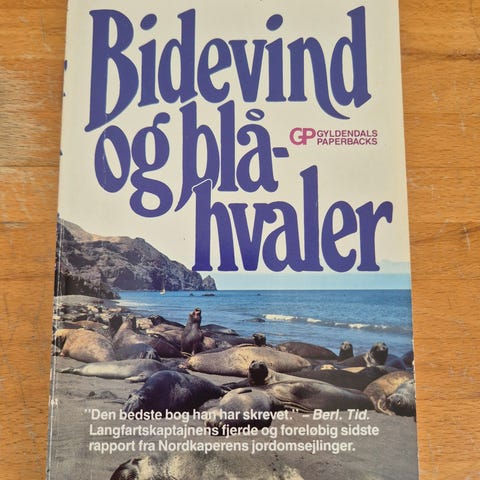 Bidevind
og blå-
hvaler
GP GYLDENDALS
PAPERBACKS
"Den bedste bog han har skrevet." – Berl. Tid.
Langfartskaptajnens fjerde og foreløbig sidste
rapport fra Nordkaperens jordomsejlinger.